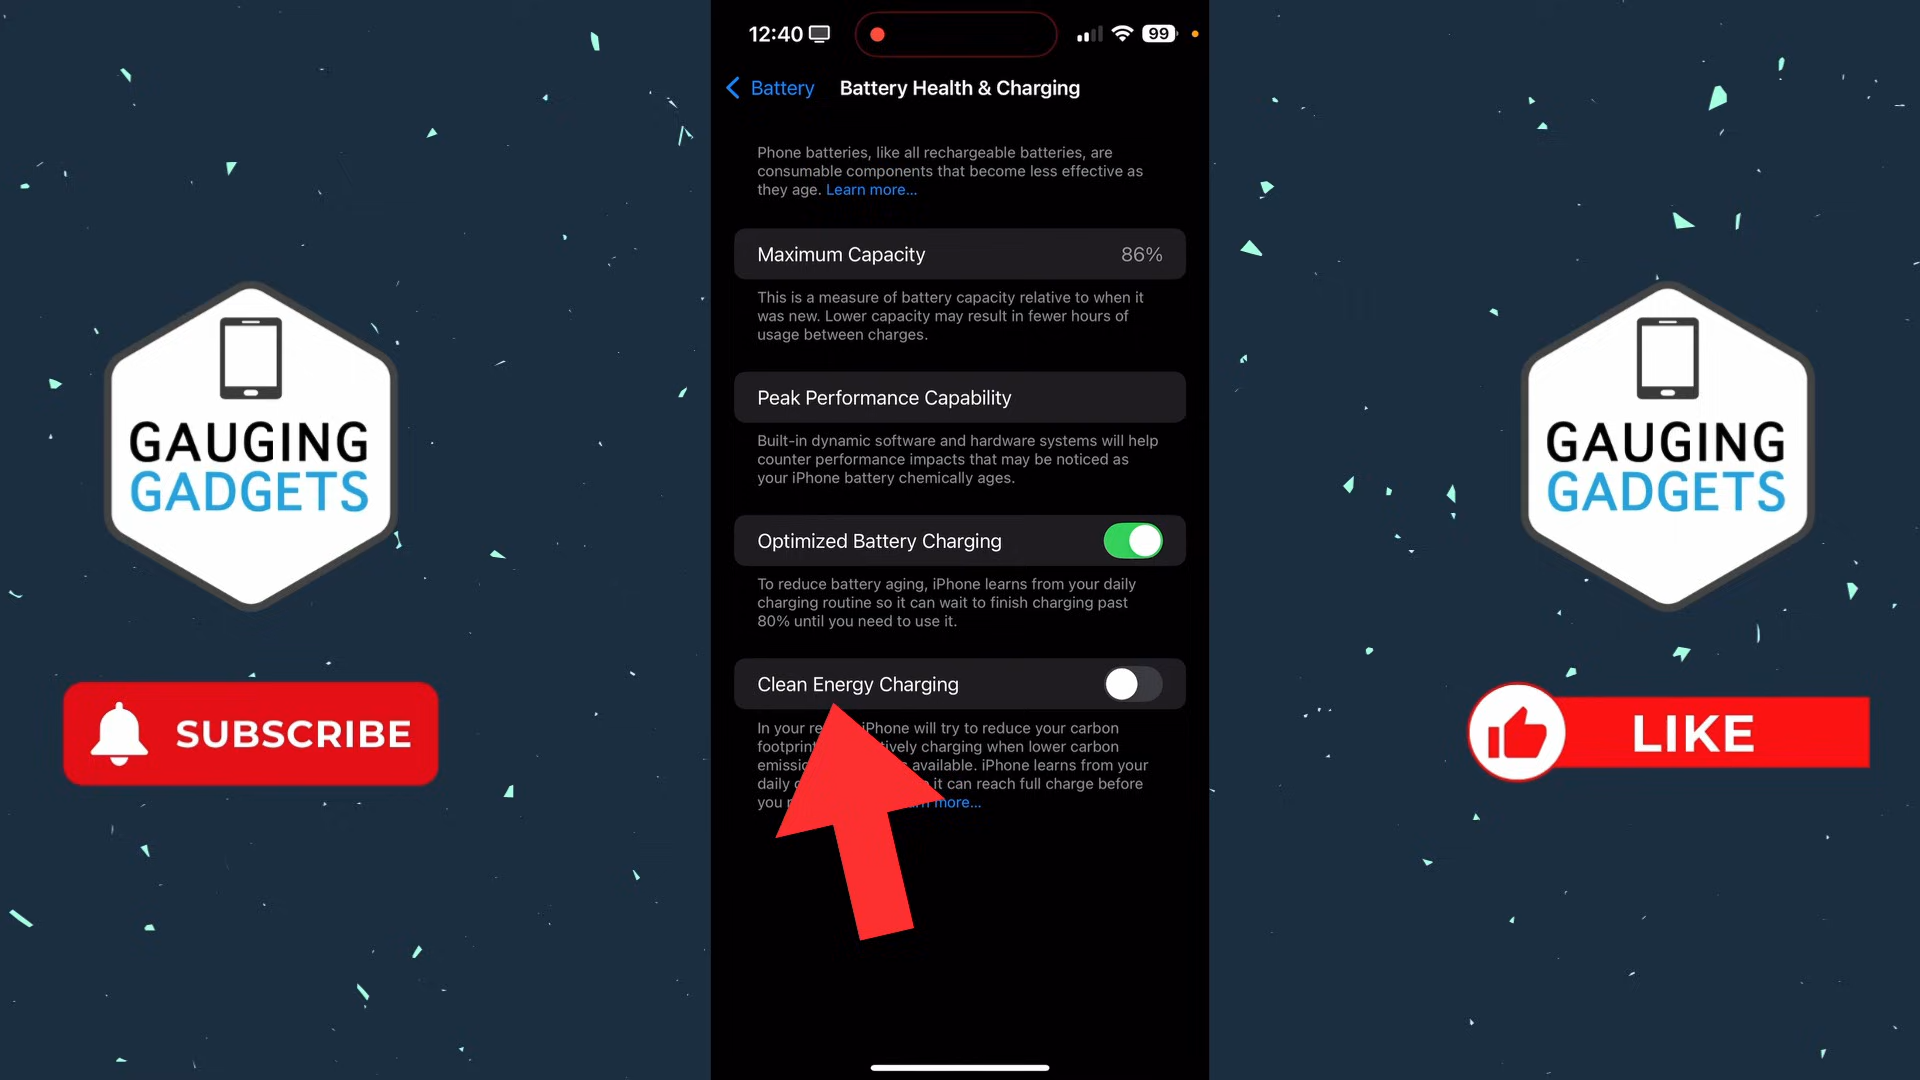 12:40
99
Battery
Battery Health & Charging
Phone batteries, like all rechargeable batteries, are
consumable components that become less effective as
they age. Learn more...
Maximum Capacity 86%
This is a measure of battery capacity relative to when it
was new. Lower capacity may result in fewer hours of
usage between charges.
Peak Performance Capability
Built-in dynamic software and hardware systems will help
counter performance impacts that may be noticed as
your iPhone battery chemically ages.
Optimized Battery Charging
To reduce battery aging, iPhone learns from your daily
charging routine so it can wait to finish charging past
80% until you need to use it.
Clean Energy Charging
In your iPhone will try to reduce your carbon
charging when lower carbon
available. iPhone learns from your
daily it can reach full charge before
you more...
GAUGING
GADGETS
SUBSCRIBE
GAUGING
GADGETS
LIKE